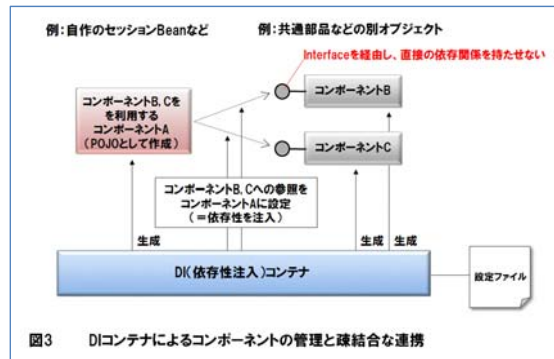 例：自作のセッションBeanなど
例：共通部品などの別オブジェクト
Interfaceを経由し、直接の依存関係を持たせない
コンポーネントB、Cを
を利用する
コンポーネントA
(POJOとして作成)
コンポーネントB
コンポーネントC
コンポーネントB、Cへの参照を
コンポーネントAに設定
(＝依存性を注入)
生成
生成
生成
DI(依存性注入)コンテナ
設定ファイル
図3 DIコンテナによるコンポーネントの管理と疎結合な連携